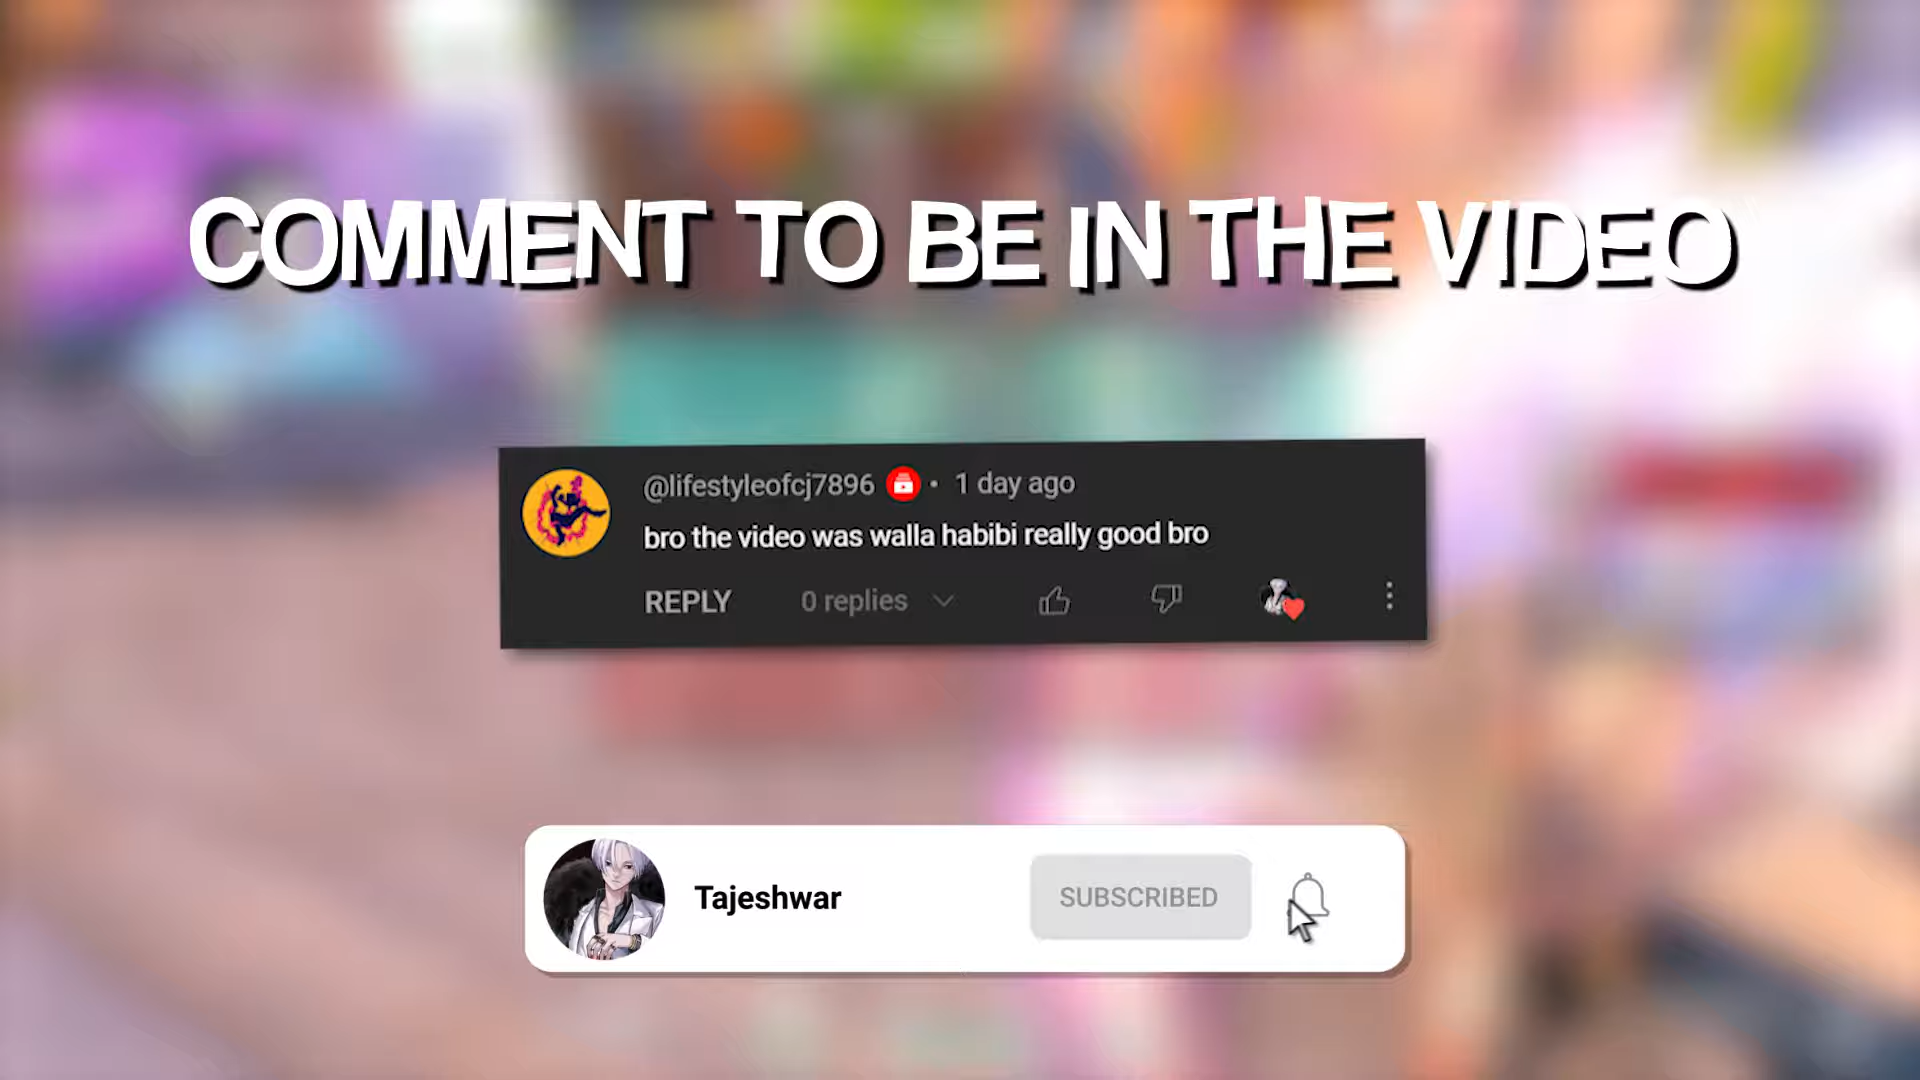 COMMENT TO BE IN THE VIDEO
@lifestyleofcj7896 • 1 day ago
bro the video was walla habibi really good bro
REPLY 0 replies
Tajeshwar SUBSCRIBED